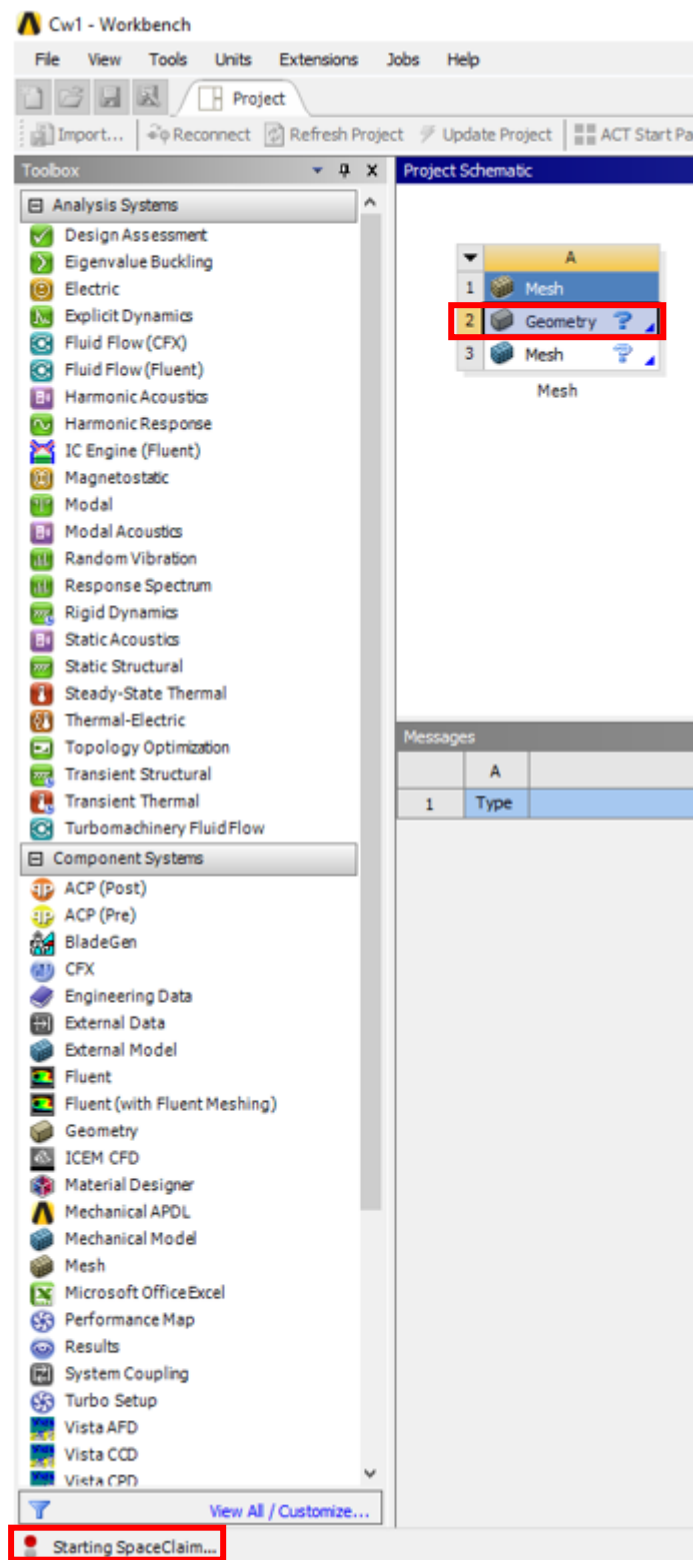 Cw1 - Workbench
File View Tools Units Extensions Jobs Help
Project
Import... Reconnect Refresh Project Update Project ACT Start Pa
Toolbox
Project Schematic
Analysis Systems
Design Assessment
Eigenvalue Buckling
Electric
Explicit Dynamics
Fluid Flow (CFX)
Fluid Flow (Fluent)
Harmonic Acoustics
Harmonic Response
IC Engine (Fluent)
Magnetostatic
Modal
Modal Acoustics
Random Vibration
Response Spectrum
Rigid Dynamics
Static Acoustics
Static Structural
Steady-State Thermal
Thermal-Electric
Topology Optimization
Transient Structural
Transient Thermal
Turbomachinery Fluid Flow
Component Systems
ACP (Post)
ACP (Pre)
BladeGen
CFX
Engineering Data
External Data
External Model
Fluent
Fluent (with Fluent Meshing)
Geometry
ICEM CFD
Material Designer
Mechanical APDL
Mechanical Model
Mesh
Microsoft Office Excel
Performance Map
Results
System Coupling
Turbo Setup
Vista AFD
Vista CCD
Vista CPD
View All / Customize...
Starting SpaceClaim...
A
1 Mesh
2 Geometry ?
3 Mesh ?
Mesh
Messages
A
1 Type